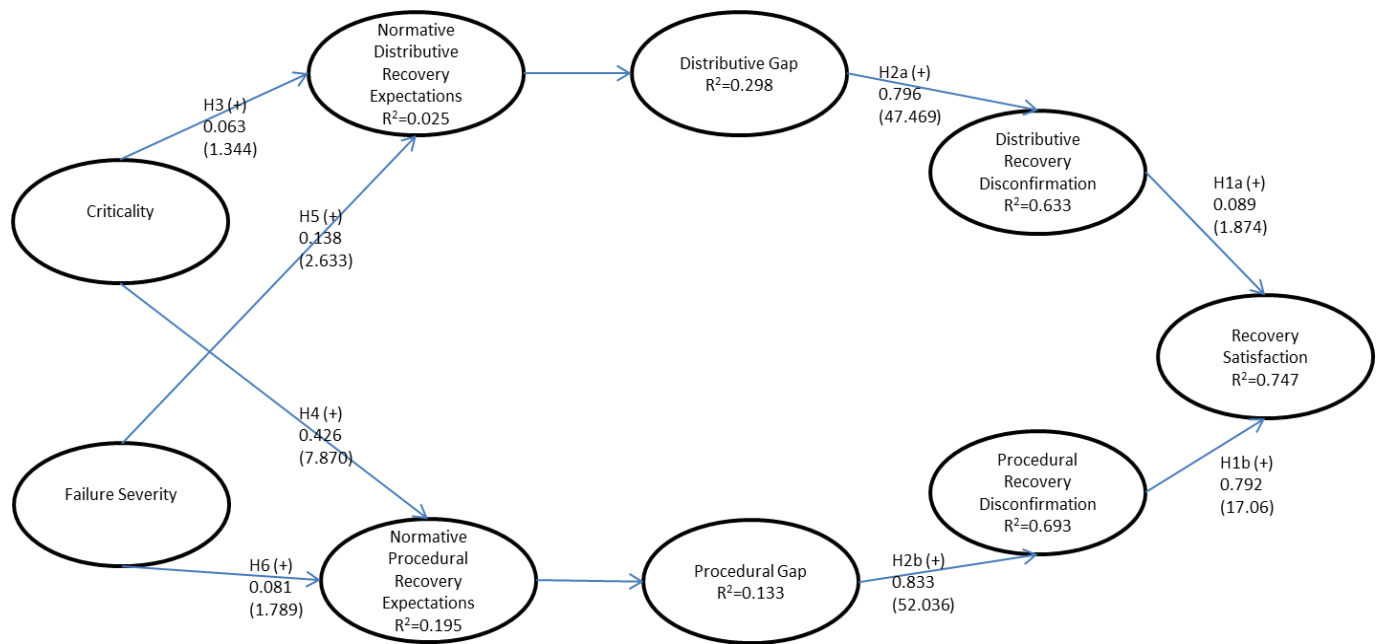 Normative
Distributive
Recovery
Expectations
R²=0.025
Distributive Gap
R²=0.298
H2a (+)
0.796
(47.469)
H3 (+)
0.063
(1.344)
Distributive
Recovery
Disconfirmation
R²=0.633
H1a (+)
0.089
(1.874)
Criticality
H5 (+)
0.138
(2.633)
Recovery
Satisfaction
R²=0.747
H4 (+)
0.426
(7.870)
Failure Severity
Procedural
Recovery
Disconfirmation
R²=0.693
H1b (+)
0.792
(17.06)
H6 (+)
0.081
(1.789)
Normative
Procedural
Recovery
Expectations
R²=0.195
Procedural Gap
R²=0.133
H2b (+)
0.833
(52.036)